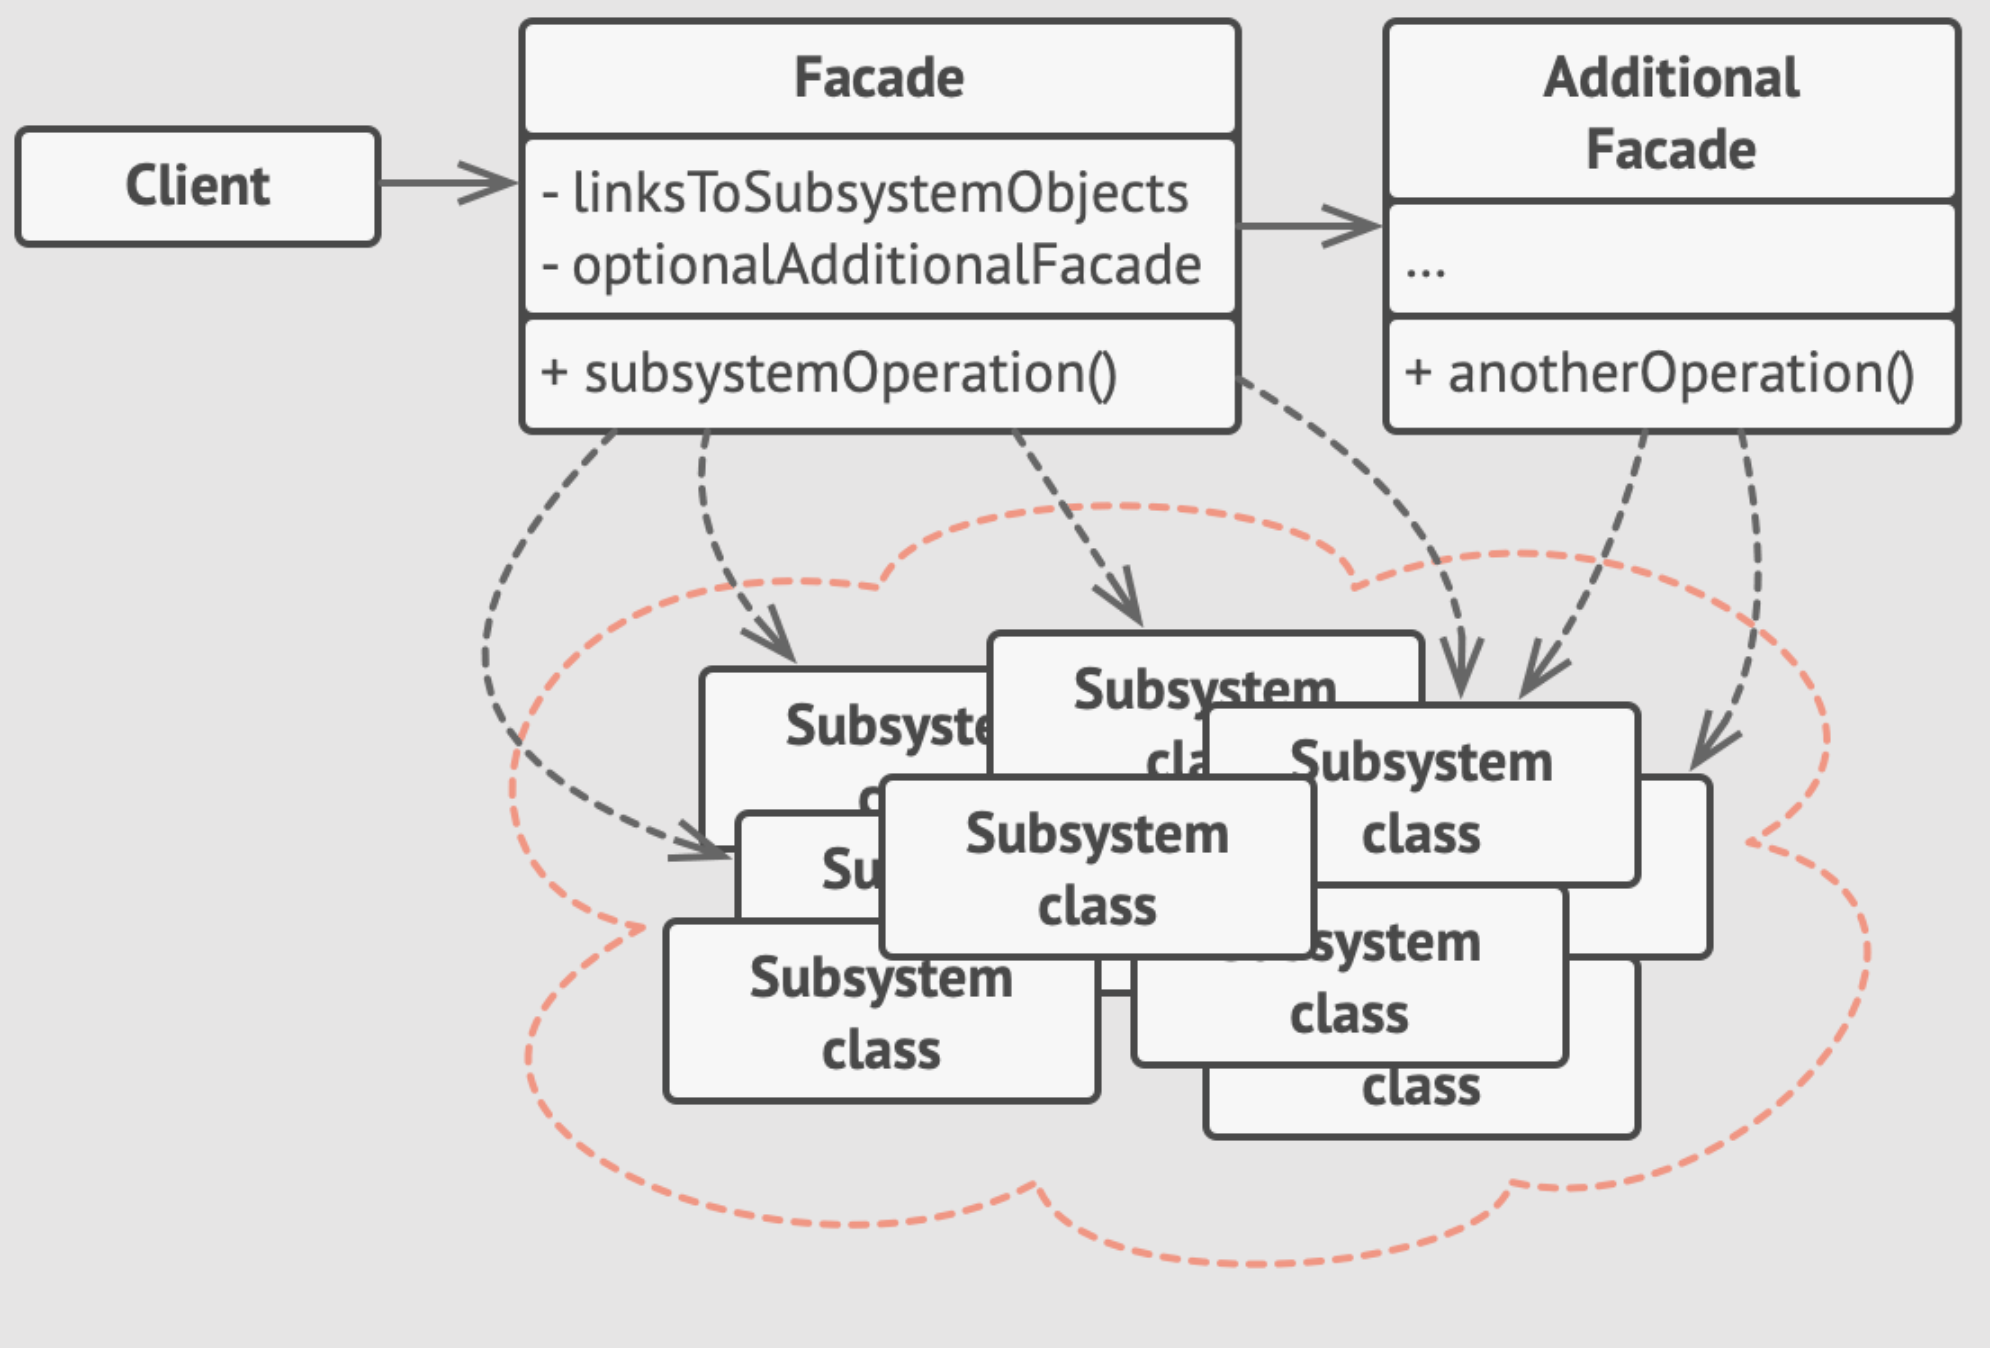 Facade
Additional
Facade
Client
- linksToSubsystemObjects
- optionalAdditionalFacade
...
+ subsystemOperation()
+ anotherOperation()
Subsystem
Subsystem
class
Subsystem
class
Subsystem
class
class
class